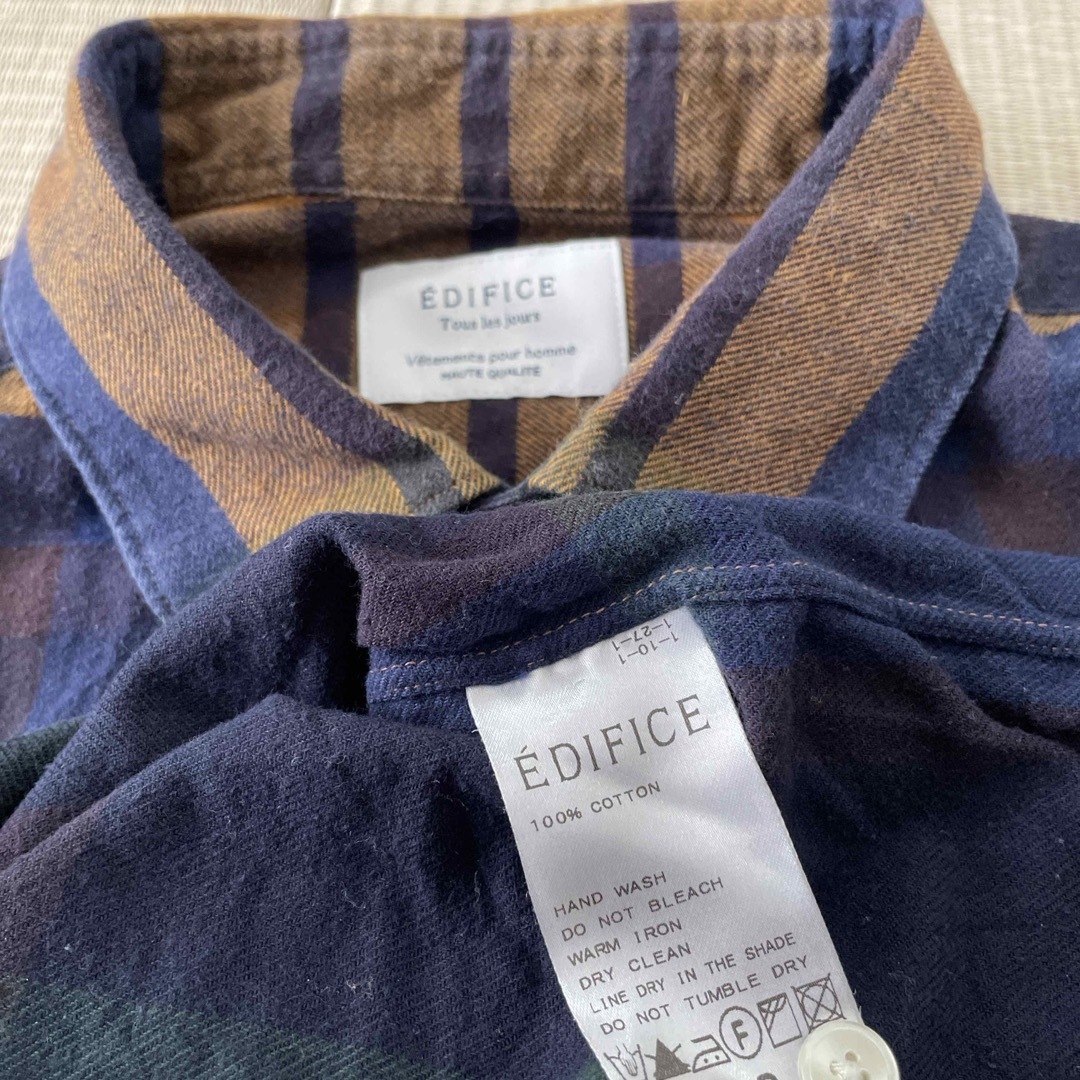 ÉDIFICE
Tous les jours
Vêtements pour homme
HAUTE QUALITÉ
1-10-1
1-27-1
ÉDIFICE
100% COTTON
HAND WASH
DO NOT BLEACH
WARM IRON
DRY CLEAN
LINE DRY IN THE SHADE
DO NOT TUMBLE DRY
F